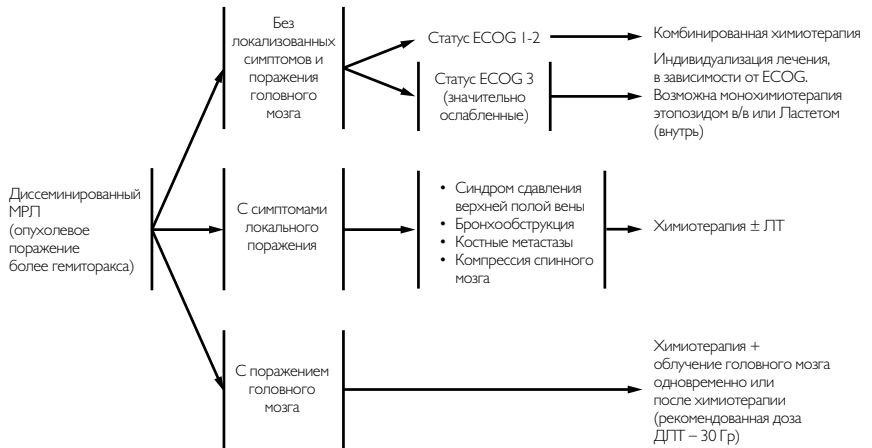 Диссеминированный
МРЛ
(опухолевое
поражение
более гемиторакса)
Без
локализованных
симптомов и
поражения
головного
мозга
Статус ECOG 1-2
Комбинированная химиотерапия
Статус ECOG 3
(значительно
ослабленные)
Индивидуализация лечения,
в зависимости от ECOG.
Возможна монохимиотерапия
этопозидом в/в или Ластетом
(внутрь)
С симптомами
локального
поражения
• Синдром сдавления
верхней полой вены
• Бронхообструкция
• Костные метастазы
• Компрессия спинного
мозга
Химиотерапия ± ЛТ
С поражением
головного
мозга
Химиотерапия +
облучение головного мозга
одновременно или
после химиотерапии
(рекомендованная доза
ДЛТ – 30 Гр)